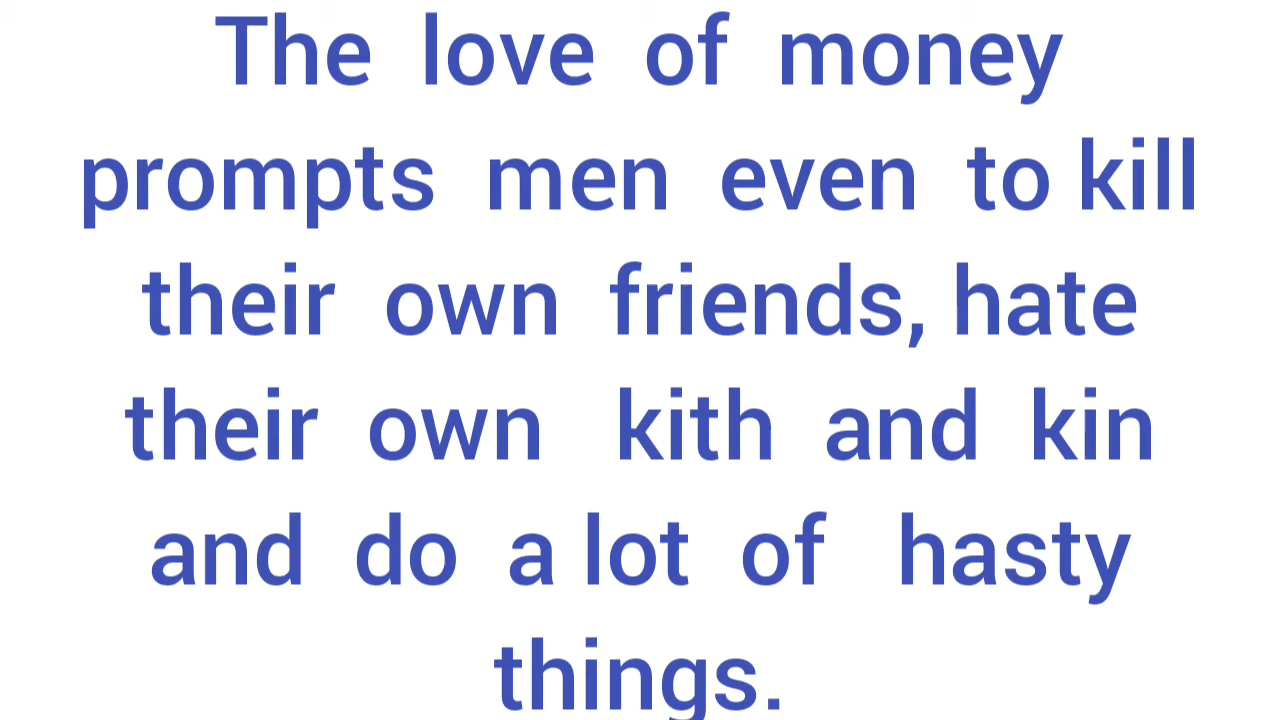 The love of money
prompts men even to kill
their own friends, hate
their own kith and kin
and do a lot of hasty
things.